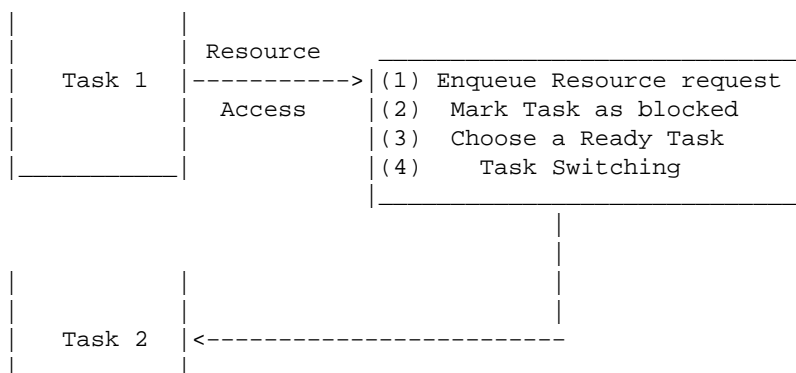 Resource
Task 1 (1) Enqueue Resource request
Access (2) Mark Task as blocked
(3) Choose a Ready Task
(4) Task Switching
Task 2